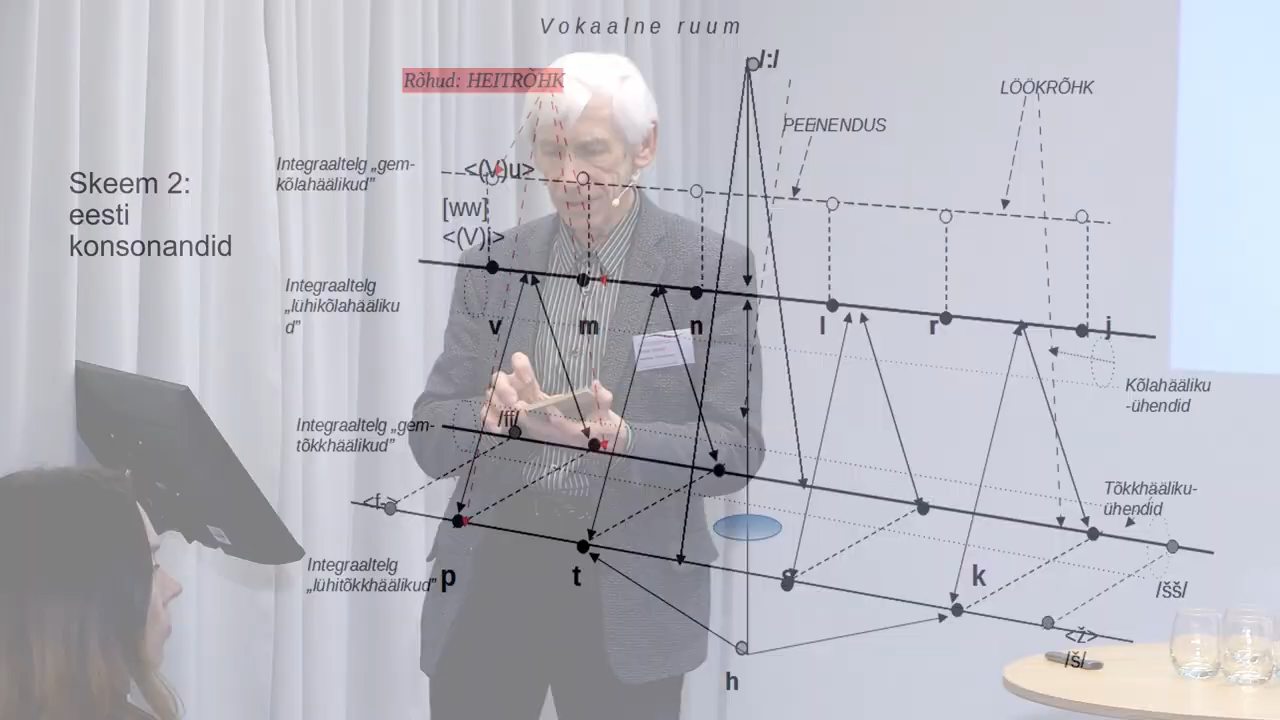 Vokaalne ruum
/:/
Rõhud: HEITRÕHK
LÖÖKRÕHK
PEENENDUS
Integraaltelg „gem-
kõlahäälikud”
<(V)u>
Skeem 2:
eesti
konsonandid
[ww]
<(V)i>
Integraaltelg
„lühikõlahääliku
d”
v
m
n
l
r
j
Kõlahääliku
-ühendid
/ff/
Integraaltelg „gem-
tõkkhäälikud”
<f>
Tõkkhääliku-
ühendid
Integraaltelg
„lühitõkkhäälikud”
p
t
s
k
/šš/
<ž>
/š/
h